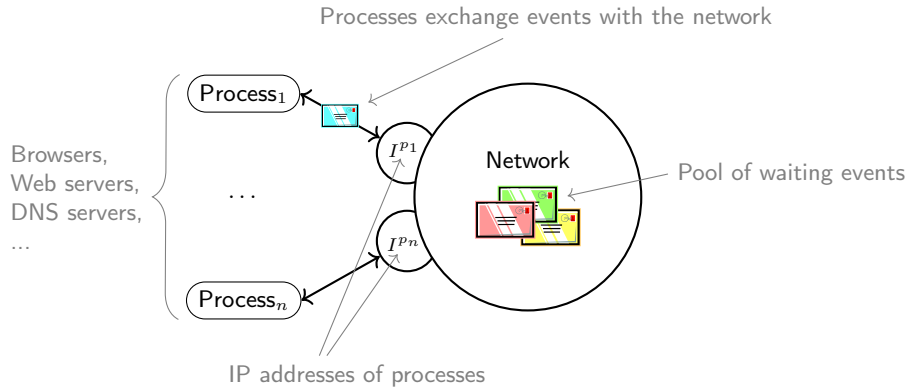 Processes exchange events with the network
Process₁
I^{p₁}
Browsers,
Web servers,
DNS servers,
...
...
Network
Pool of waiting events
I^{pₙ}
Processₙ
IP addresses of processes